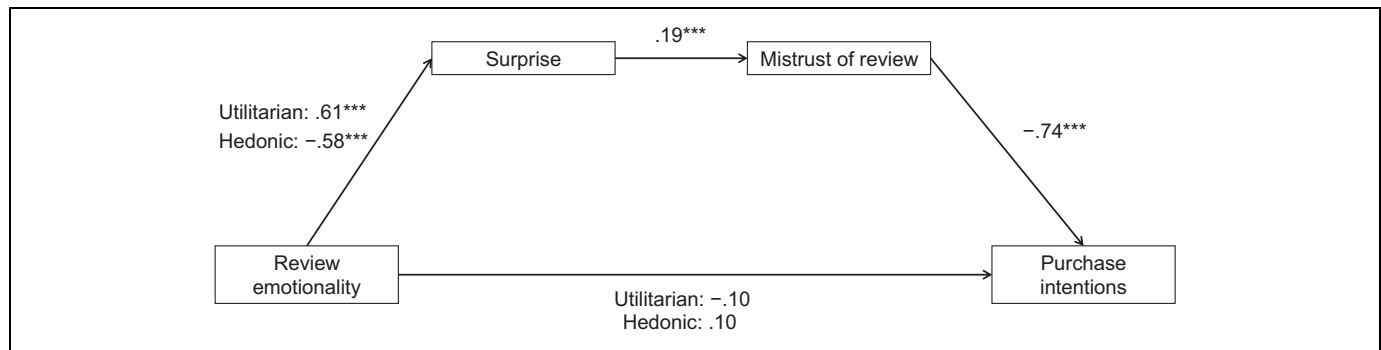 .19***
Surprise
Mistrust of review
Utilitarian: .61***
Hedonic: −.58***
−.74***
Review
emotionality
Purchase
intentions
Utilitarian: −.10
Hedonic: .10